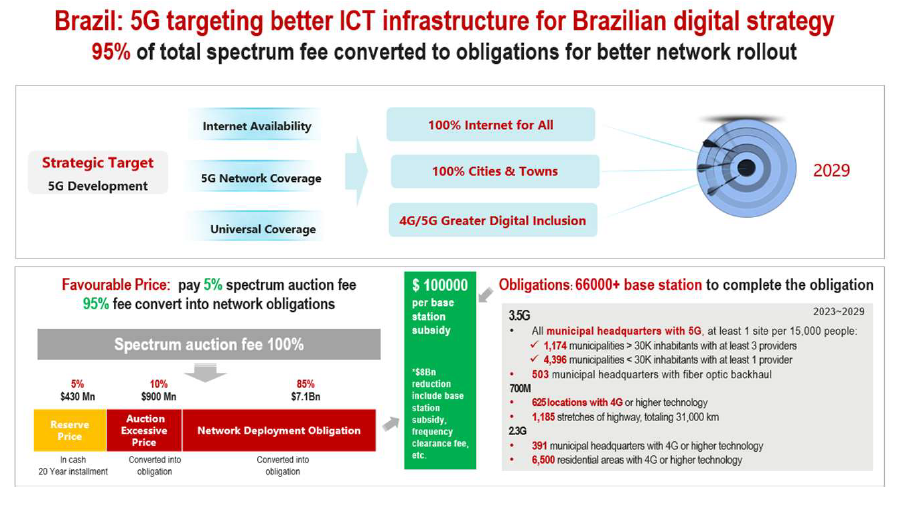 Brazil: 5G targeting better ICT infrastructure for Brazilian digital strategy
95% of total spectrum fee converted to obligations for better network rollout
Strategic Target
5G Development
Internet Availability
5G Network Coverage
Universal Coverage
100% Internet for All
100% Cities & Towns
4G/5G Greater Digital Inclusion
2029
Favourable Price: pay 5% spectrum auction fee
95% fee convert into network obligations
Spectrum auction fee 100%
5%
$430 Mn
10%
$900 Mn
85%
$7.1Bn
Reserve
Price
Auction
Excessive
Price
Network Deployment Obligation
In cash
20 Year installment
Converted into
obligation
Converted into
obligation
$ 100000
per base
station
subsidy
*$8Bn
reduction
include base
station
subsidy,
frequency
clearance fee,
etc.
Obligations: 66000+ base station to complete the obligation
2023~2029
3.5G
• All municipal headquarters with 5G, at least 1 site per 15,000 people:
✓ 1,174 municipalities > 30K inhabitants with at least 3 providers
✓ 4,396 municipalities < 30K inhabitants with at least 1 provider
• 503 municipal headquarters with fiber optic backhaul
700M
• 625locations with 4G or higher technology
• 1,185 stretches of highway, totaling 31,000 km
2.3G
• 391 municipal headquarters with 4G or higher technology
• 6,500 residential areas with 4G or higher technology